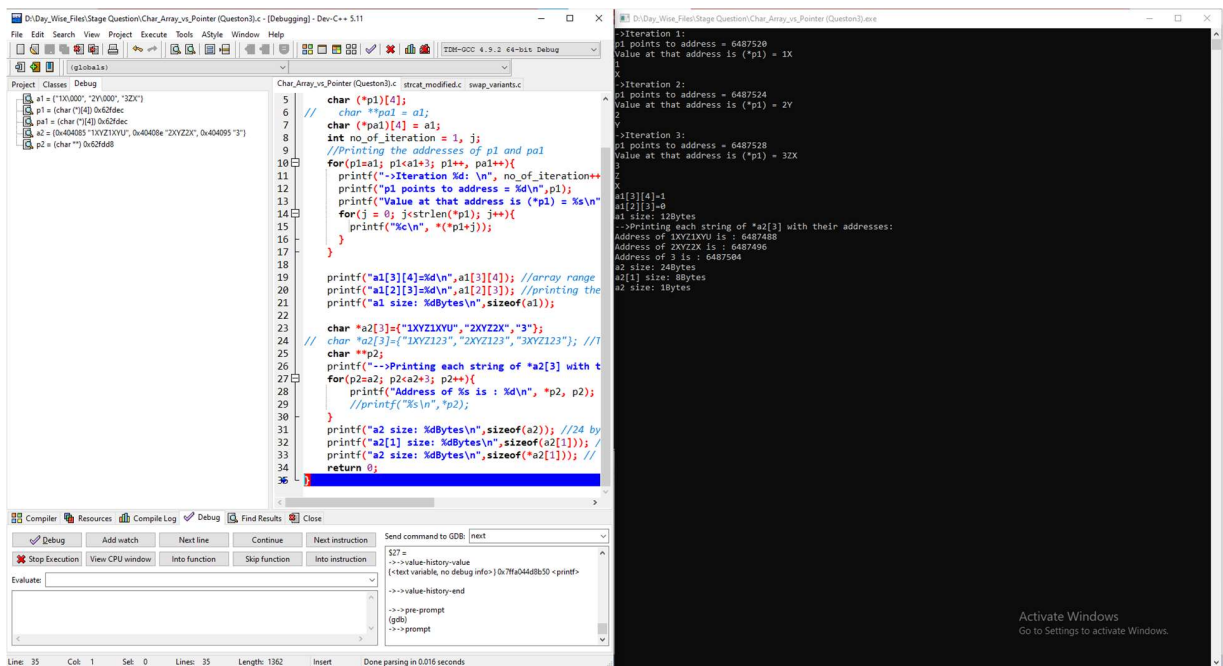 D:\Day_Wise_Files\Stage Question\Char_Array_vs_Pointer (Queston3).c - [Debugging] - Dev-C++ 5.11
File Edit Search View Project Execute Tools AStyle Window Help
TDM-GCC 4.9.2 64-bit Debug
(globals)
Project Classes Debug
a1 = {"1X\000", "2Y\000", "3ZX"}
p1 = (char (*)[4]) 0x62fdec
pa1 = (char (*)[4]) 0x62fdec
a2 = {0x404085 "1XYZ1XYU", 0x40408e "2XYZ2X", 0x404095 "3"}
p2 = (char **) 0x62fdd8
Char_Array_vs_Pointer (Queston3).c strcat_modified.c swap_variants.c
5 char (*p1)[4];
6 // char **pa1 = a1;
7 char (*pa1)[4] = a1;
8 int no_of_iteration = 1, j;
9 //Printing the addresses of p1 and pa1
10 for(p1=a1; p1<a1+3; p1++, pa1++){
11 printf("->Iteration %d: \n", no_of_iteration++
12 printf("p1 points to address = %d\n",p1);
13 printf("Value at that address is (*p1) = %s\n"
14 for(j = 0; j<strlen(*p1); j++){
15 printf("%c\n", *(*p1+j));
16 }
17 }
18
19 printf("a1[3][4]=%d\n",a1[3][4]); //array range
20 printf("a1[2][3]=%d\n",a1[2][3]); //printing the
21 printf("a1 size: %dBytes\n",sizeof(a1));
22
23 char *a2[3]={"1XYZ1XYU","2XYZ2X","3"};
24 // char *a2[3]={"1XYZ123","2XYZ123","3XYZ123"}; //T
25 char **p2;
26 printf("-->Printing each string of *a2[3] with t
27 for(p2=a2; p2<a2+3; p2++){
28 printf("Address of %s is : %d\n", *p2, p2);
29 //printf("%s\n",*p2);
30 }
31 printf("a2 size: %dBytes\n",sizeof(a2)); //24 by
32 printf("a2[1] size: %dBytes\n",sizeof(a2[1])); /
33 printf("a2 size: %dBytes\n",sizeof(*a2[1])); //
34 return 0;
35 }
Compiler Resources Compile Log Debug Find Results Close
Debug Add watch Next line Continue Next instruction
Stop Execution View CPU window Into function Skip function Into instruction
Evaluate:
Send command to GDB: next
$27 =
->->value-history-value
{<text variable, no debug info>} 0x7ffa044d8b50 <printf>
->->value-history-end
->->pre-prompt
(gdb)
->->prompt
Line: 35 Col: 1 Sel: 0 Lines: 35 Length: 1362 Insert Done parsing in 0.016 seconds
D:\Day_Wise_Files\Stage Question\Char_Array_vs_Pointer (Queston3).exe
->Iteration 1:
p1 points to address = 6487520
Value at that address is (*p1) = 1X
1
X
->Iteration 2:
p1 points to address = 6487524
Value at that address is (*p1) = 2Y
2
Y
->Iteration 3:
p1 points to address = 6487528
Value at that address is (*p1) = 3ZX
3
Z
X
a1[3][4]=1
a1[2][3]=0
a1 size: 12Bytes
-->Printing each string of *a2[3] with their addresses:
Address of 1XYZ1XYU is : 6487488
Address of 2XYZ2X is : 6487496
Address of 3 is : 6487504
a2 size: 24Bytes
a2[1] size: 8Bytes
a2 size: 1Bytes
Activate Windows
Go to Settings to activate Windows.